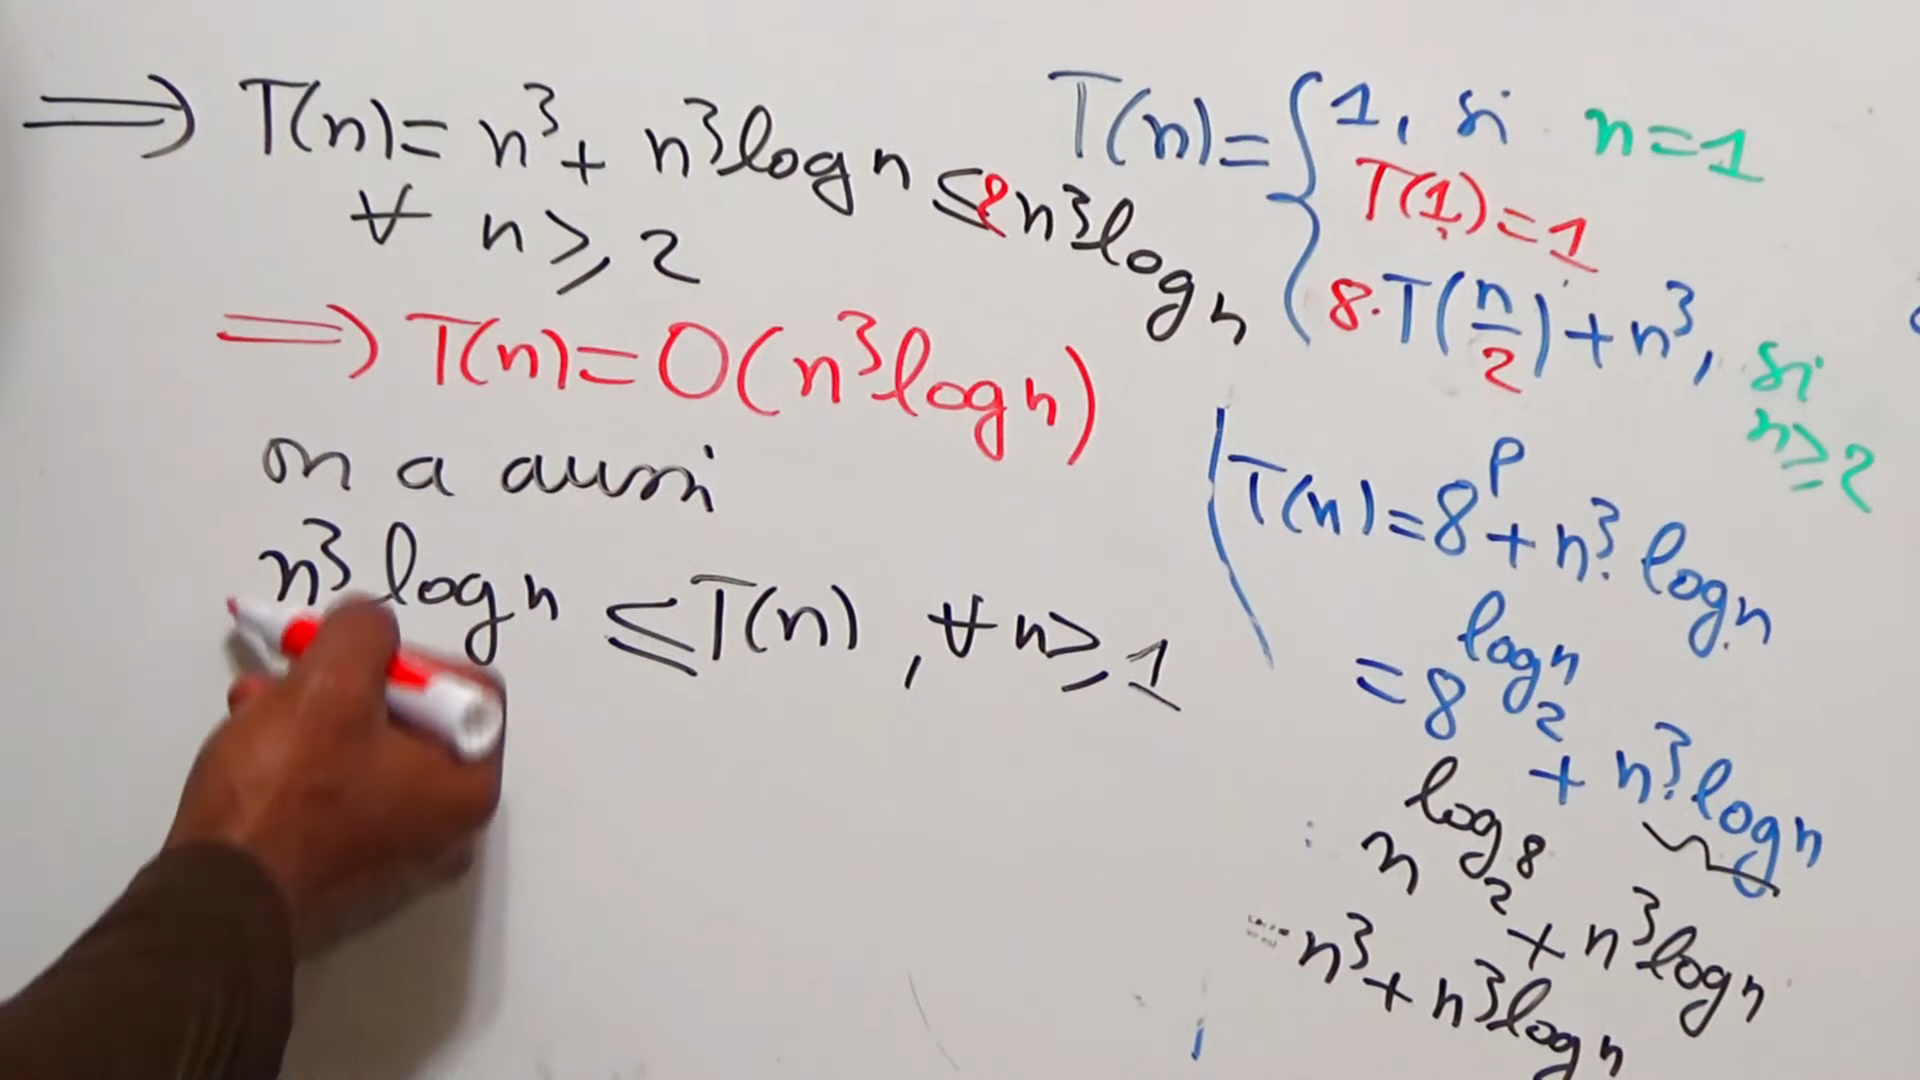 ⟹ T(n) = n³ + n³ log n ≤ 2n³ log n
∀ n ≥ 2
⟹ T(n) = O(n³ log n)
on a aussi
n³ log n ≤ T(n), ∀ n ≥ 1
T(n) = { 1, si n = 1
T(1) = 1
8·T(n/2) + n³, si n ≥ 2
T(n) = 8^p + n³· log n
= 8^(log₂ n) + n³· log n
n^(log₂ 8) + n³ log n
= n³ + n³ log n